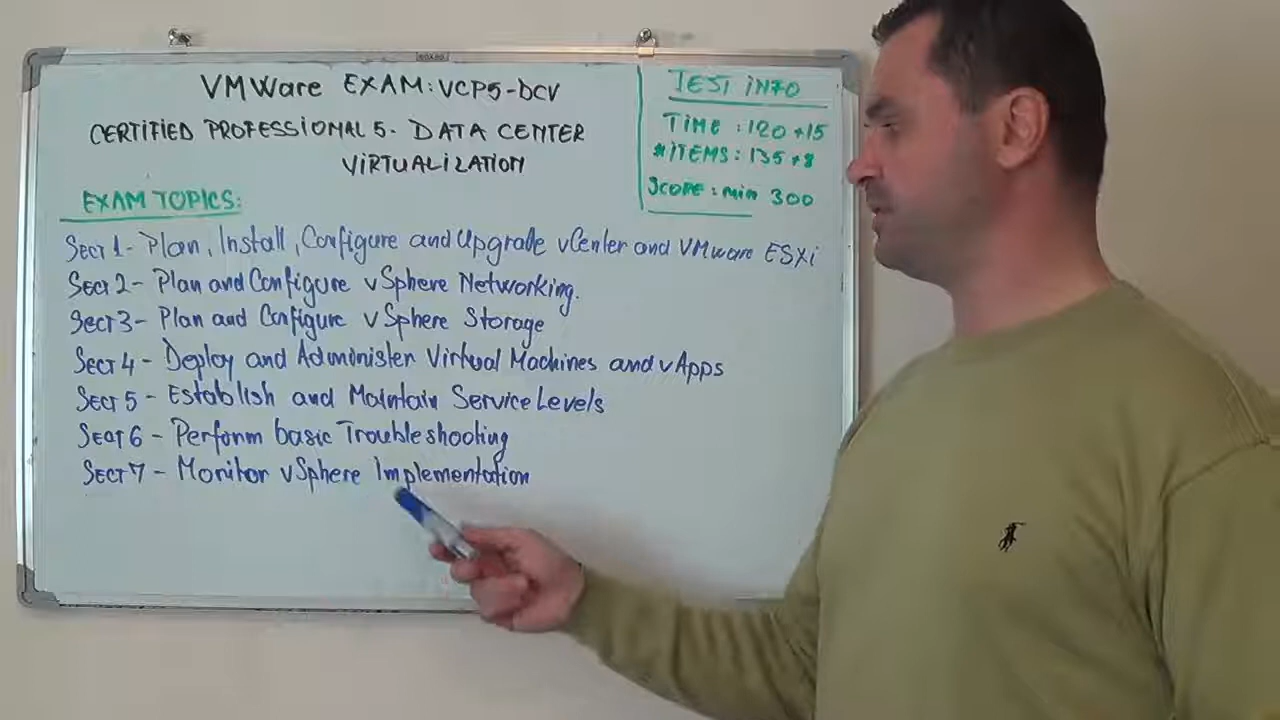 VMWare EXAM: VCP5-DCV
CERTIFIED PROFESSIONAL 5- DATA CENTER
VIRTUALIZATION
EXAM TOPICS:
SECT 1- Plan, Install, Configure and Upgrade vCenter and VMware ESXi
SECT 2- Plan and Configure vSphere Networking.
SECT 3- Plan and Configure vSphere Storage
SECT 4- Deploy and Administer Virtual Machines and vApps
SECT 5- Establish and Maintain Service Levels
SECT 6- Perform basic Troubleshooting
SECT 7- Monitor vSphere Implementation
TEST INFO
TIME: 120+15
#ITEMS: 135+8
SCORE: min 300